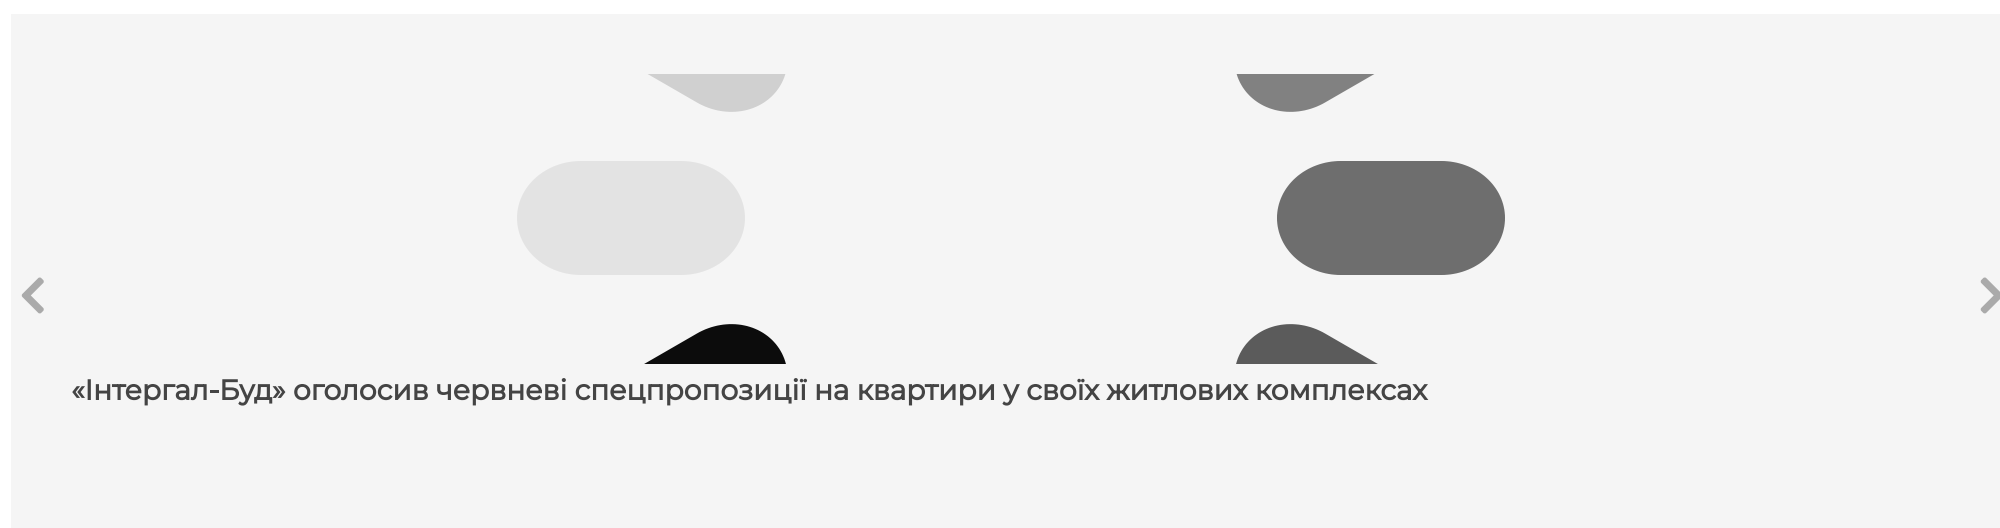 «Інтергал-Буд» оголосив червневі спецпропозиції на квартири у своїх житлових комплексах